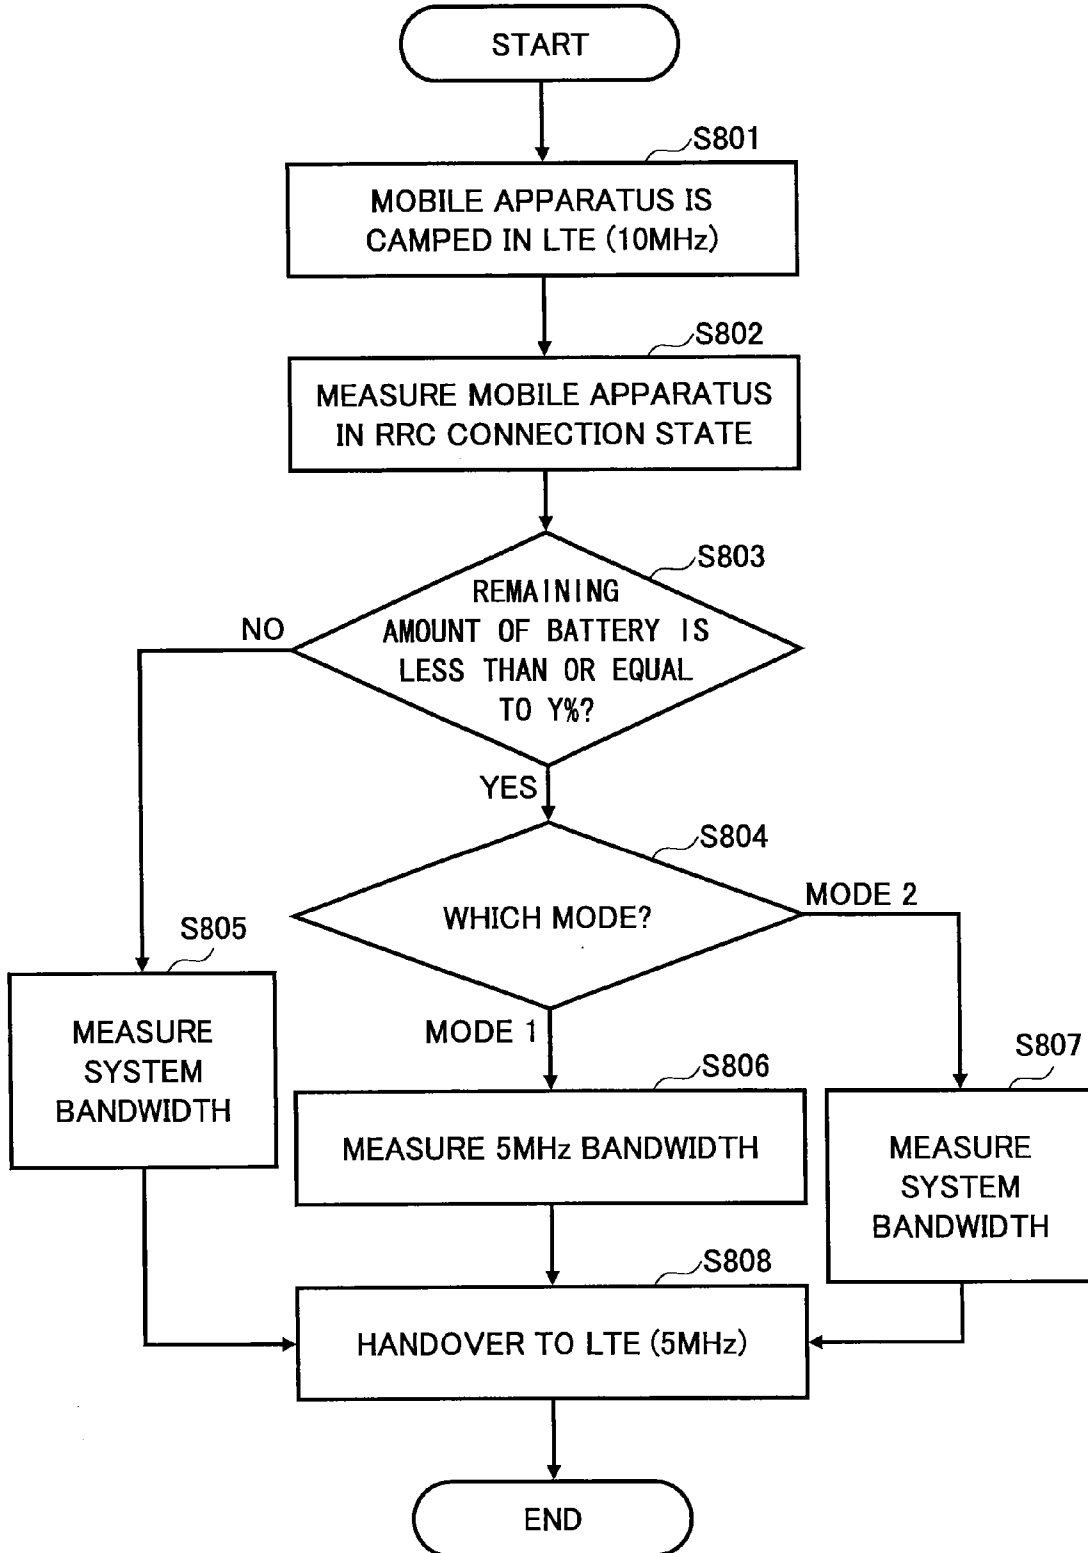 START
S801
MOBILE APPARATUS IS
CAMPED IN LTE (10MHz)
S802
MEASURE MOBILE APPARATUS
IN RRC CONNECTION STATE
S803
REMAINING
AMOUNT OF BATTERY IS
LESS THAN OR EQUAL
TO Y%?
NO
YES
S804
WHICH MODE?
MODE 2
MODE 1
S805
MEASURE
SYSTEM
BANDWIDTH
S806
MEASURE 5MHz BANDWIDTH
S807
MEASURE
SYSTEM
BANDWIDTH
S808
HANDOVER TO LTE (5MHz)
END